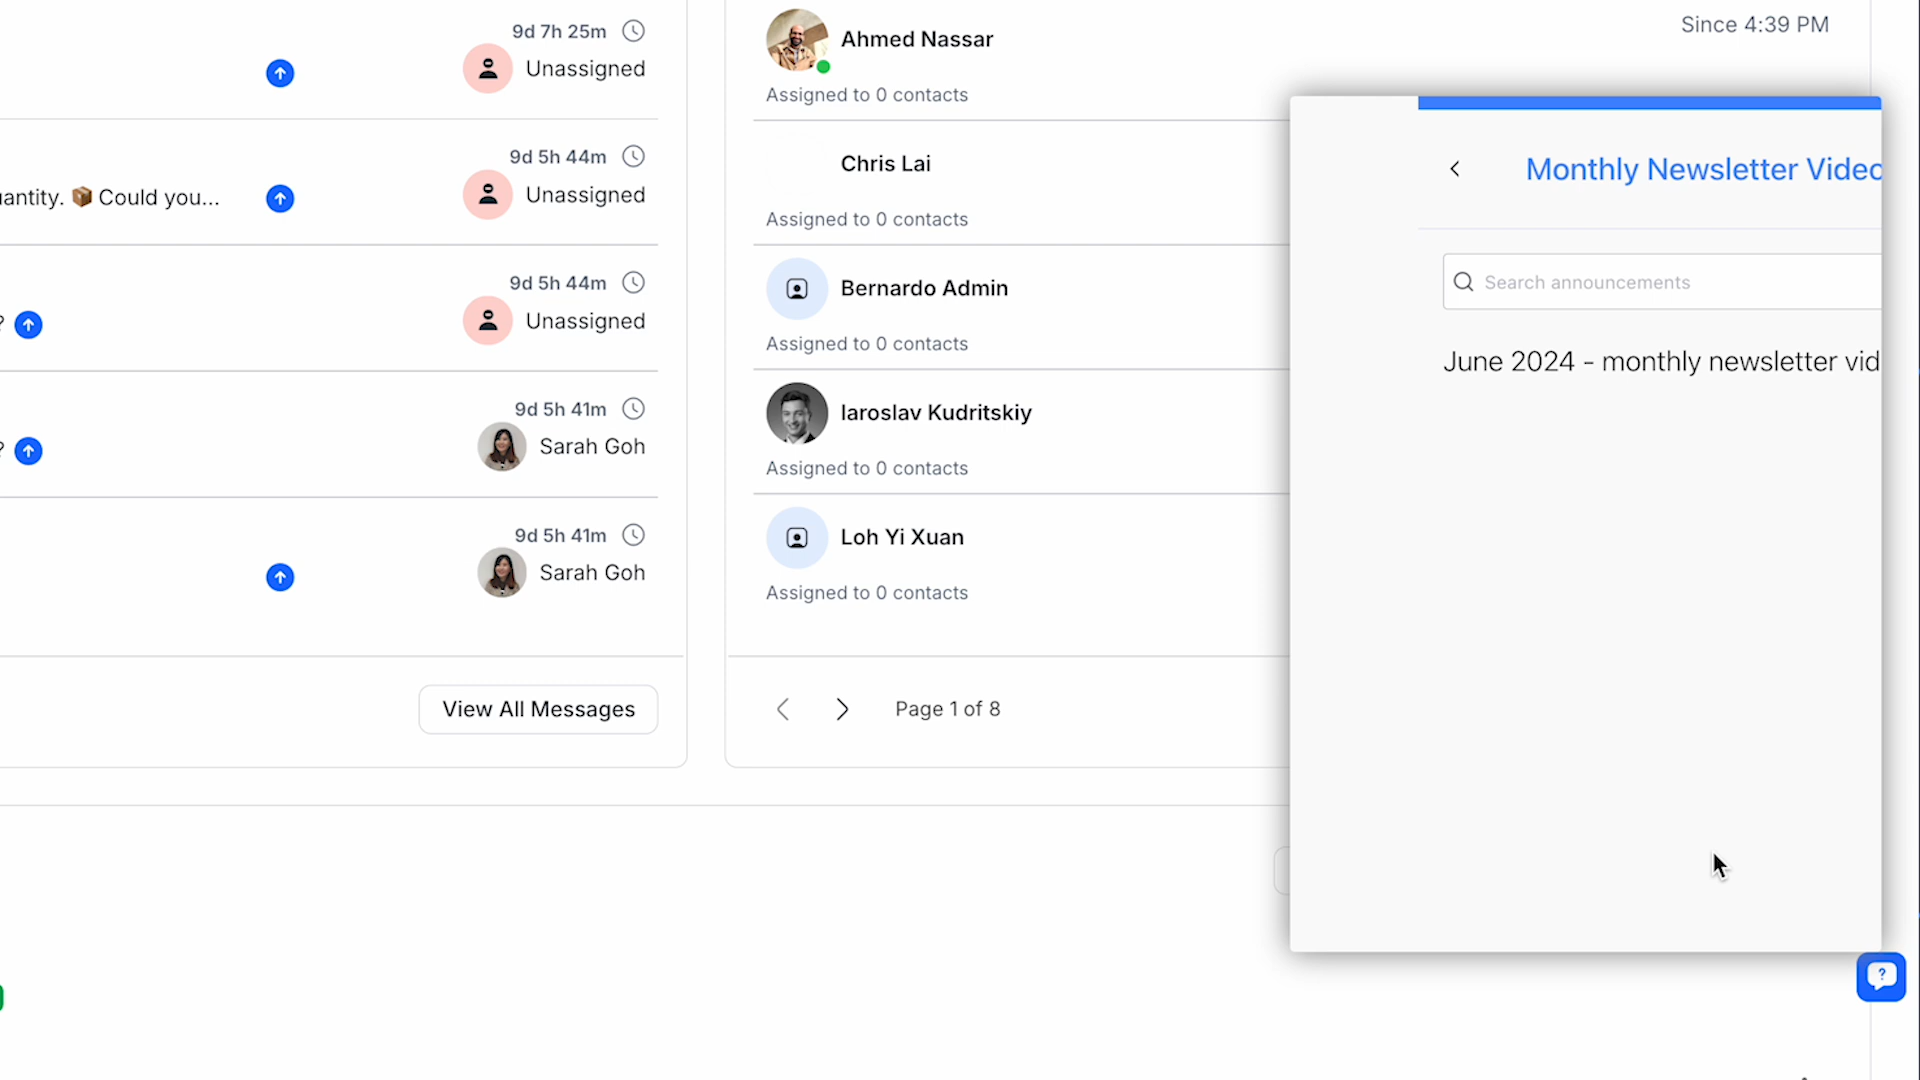 9d 7h 25m
Unassigned
9d 5h 44m
antity. 📦 Could you...
Unassigned
9d 5h 44m
?
Unassigned
9d 5h 41m
?
Sarah Goh
9d 5h 41m
Sarah Goh
View All Messages
Ahmed Nassar
Since 4:39 PM
Assigned to 0 contacts
Chris Lai
Assigned to 0 contacts
Bernardo Admin
Assigned to 0 contacts
Iaroslav Kudritskiy
Assigned to 0 contacts
Loh Yi Xuan
Assigned to 0 contacts
Page 1 of 8
Monthly Newsletter Video
Search announcements
June 2024 - monthly newsletter vid